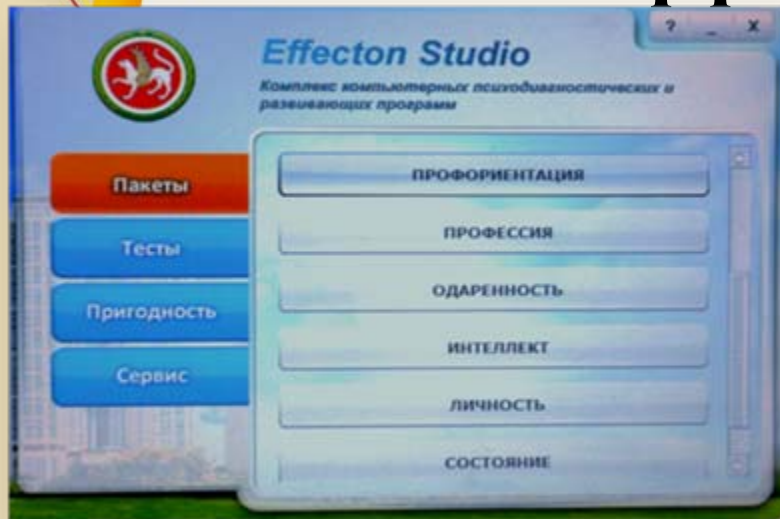 ? _ X
Effecton Studio
Комплекс компьютерных психодиагностических и
развивающих программ
Пакеты
Тесты
Пригодность
Сервис
ПРОФОРИЕНТАЦИЯ
ПРОФЕССИЯ
ОДАРЕННОСТЬ
ИНТЕЛЛЕКТ
ЛИЧНОСТЬ
СОСТОЯНИЕ